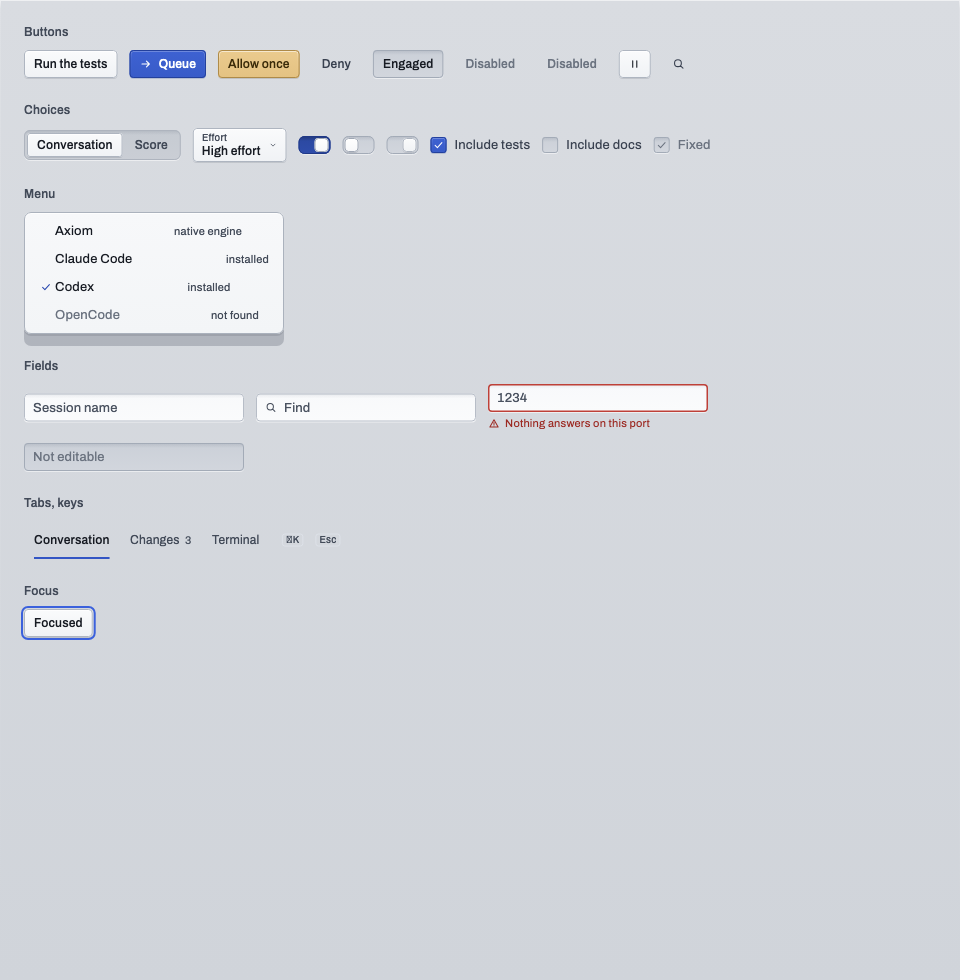 Buttons
Run the tests
Queue
Allow once
Deny
Engaged
Disabled
Disabled
Choices
Conversation
Score
Effort
High effort
Include tests
Include docs
Fixed
Menu
Axiom native engine
Claude Code installed
Codex installed
OpenCode not found
Fields
Session name
Find
1234
Nothing answers on this port
Not editable
Tabs, keys
Conversation
Changes 3
Terminal
K
Esc
Focus
Focused